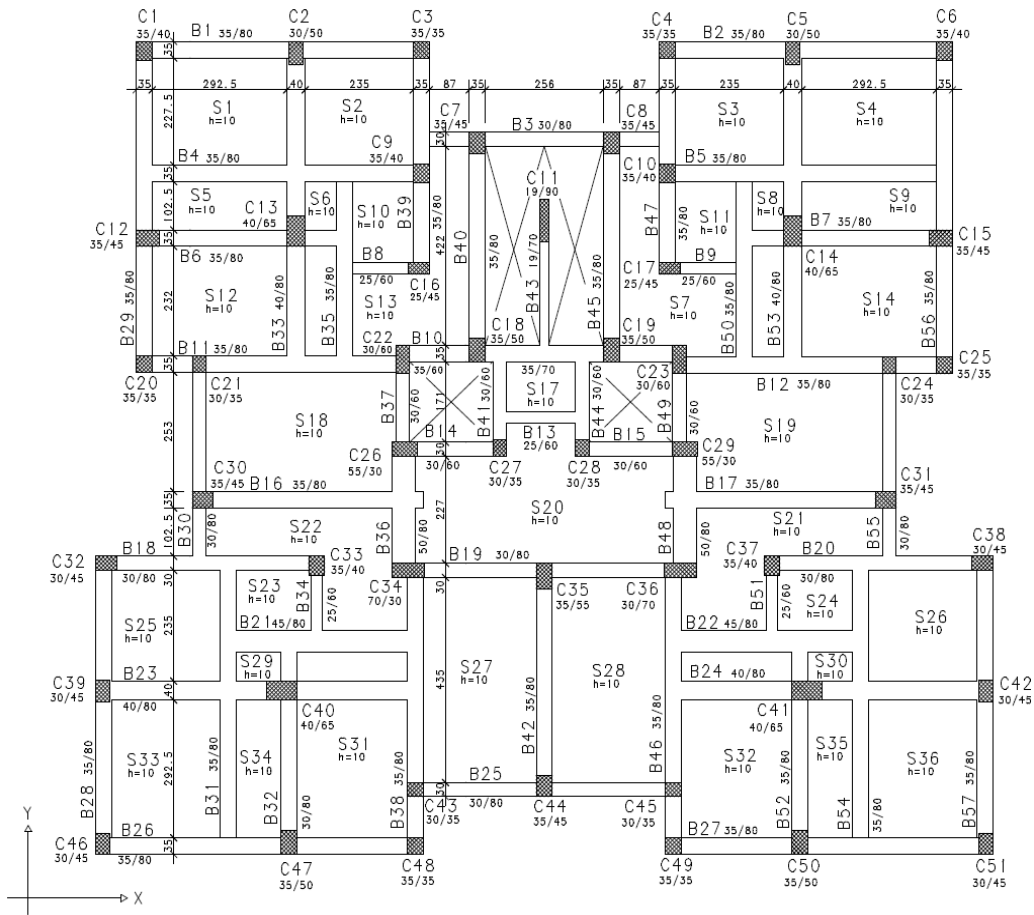 C1 C2 C3 C4 C5 C6
35/40 B1 35/80 30/50 35/35 35/35 B2 35/80 30/50 35/40
35
35 292.5 40 235 35 87 35 256 35 87 35 235 40 292.5 35
S1 h=10 S2 h=10 C7 35/45 B3 30/80 C8 35/45 S3 h=10 S4 h=10
227.5 30
C9 35/40 C10 35/40
B4 35/80 B5 35/80
35
C11 19/90
S5 h=10 S6 h=10 S10 h=10 B39 35/80 B47 35/80 S11 h=10 S8 h=10 S9 h=10
102.5 C13 40/65 422 B7 35/80
C12 35/45 35 C15 35/45
B6 35/80 B8 25/60 C16 25/45 B40 35/80 19/70 35/80 C17 25/45 B9 25/60 C14 40/65
B29 35/80 S12 h=10 232 B33 40/80 B35 35/80 S13 h=10 B43 B45 S7 h=10 B50 35/80 B53 40/80 S14 h=10 B56 35/80
C22 30/60 B10 35/60 C18 35/50 C19 35/50
B11 35/80 35
C20 35/35 C21 30/35 35/70 C23 30/60 B12 35/80 C24 30/35 C25 35/35
S17 h=10
253 S18 h=10 B37 30/60 171 B41 30/60 B44 30/60 B49 30/60 S19 h=10
B14 30/60 B13 25/60 B15 30/60
30
C26 55/30 C27 30/35 C28 30/35 C29 55/30
C30 35/45 B16 35/80 B17 35/80 C31 35/45
35 227 S20 h=10
B30 30/80 102.5 S22 h=10 B36 50/80 B48 50/80 S21 h=10 B55 30/80
C32 30/45 B18 30/80 C33 35/40 B19 30/80 C37 35/40 B20 30/80 C38 30/45
30 30
S23 h=10 B34 25/60 C34 70/30 C35 35/55 C36 30/70 B51 25/60 S24 h=10
S25 h=10 235 B21 45/80 B22 45/80 S26 h=10
S29 h=10 S27 h=10 435 S28 h=10 S30 h=10
B23 40/80 40 B24 40/80
C39 30/45 C40 40/65 C41 40/65 C42 30/45
B42 35/80 B46 35/80
B28 35/80 S33 h=10 292.5 B31 S34 h=10 B32 30/80 S31 h=10 B38 35/80 S32 h=10 B52 35/80 S35 h=10 B54 35/80 S36 h=10 B57 35/80
B25 30/80
30
C43 30/35 C44 35/45 C45 30/35
B26 35/80 35 B27 35/80
C46 30/45 C47 35/50 C48 35/35 C49 35/35 C50 35/50 C51 30/45
Y
X